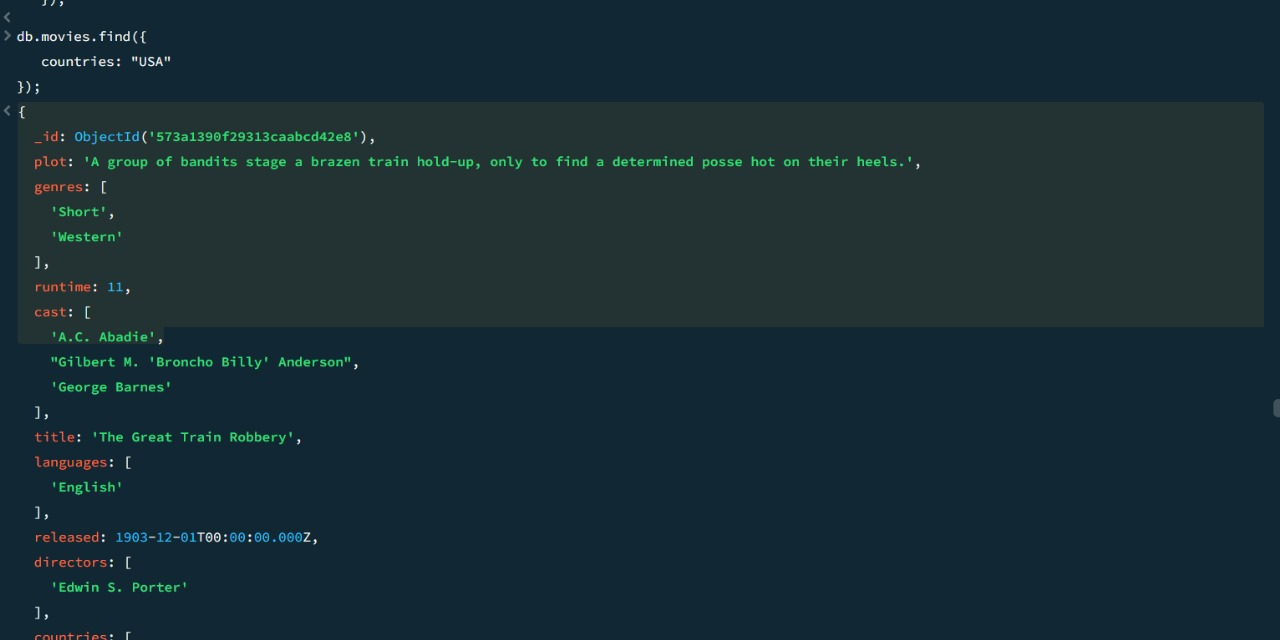 });
db.movies.find({
countries: "USA"
});
{
_id: ObjectId('573a1390f29313caabcd42e8'),
plot: 'A group of bandits stage a brazen train hold-up, only to find a determined posse hot on their heels.',
genres: [
'Short',
'Western'
],
runtime: 11,
cast: [
'A.C. Abadie',
"Gilbert M. 'Broncho Billy' Anderson",
'George Barnes'
],
title: 'The Great Train Robbery',
languages: [
'English'
],
released: 1903-12-01T00:00:00.000Z,
directors: [
'Edwin S. Porter'
],
countries: [